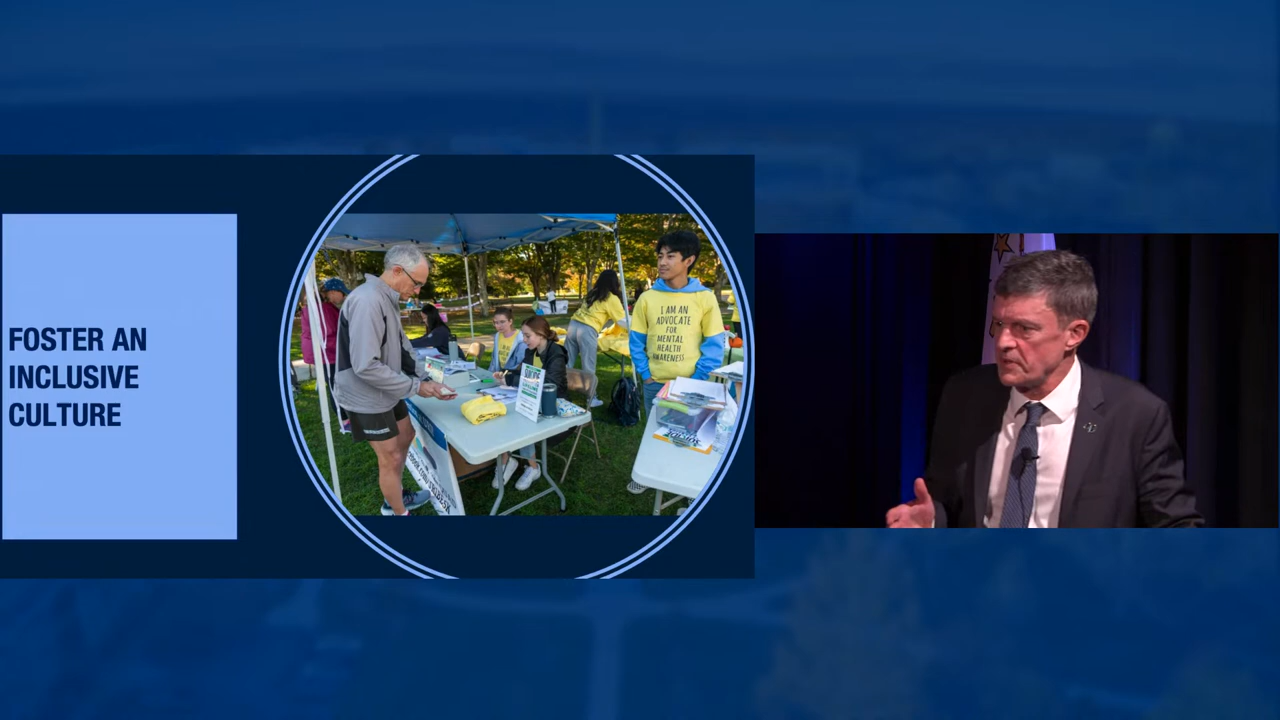 FOSTER AN
INCLUSIVE
CULTURE
I AM AN
ADVOCATE
FOR
MENTAL
HEALTH
AWARENESS